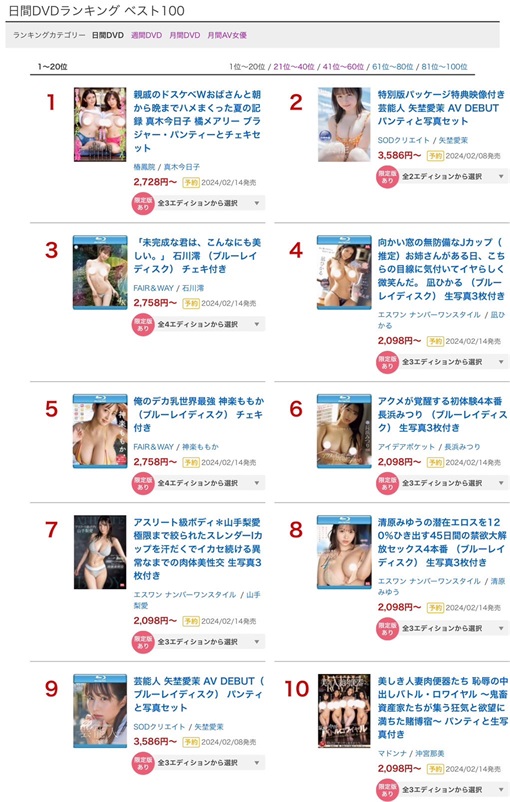 日間DVDランキング ベスト100
ランキングカテゴリー 日間DVD 週間DVD 月間DVD 月間AV女優
1〜20位
1位〜20位 / 21位〜40位 / 41位〜60位 / 61位〜80位 / 81位〜100位
1
親戚のドスケベWおばさんと朝
から晩までハメまくった夏の記
録 真木今日子 橘メアリー ブラ
ジャー・パンティーとチェキセ
ット
椿鳳院 / 真木今日子
2,728円〜 予約 2024/02/14発売
限定版あり 全3エディションから選択
2
特別版パッケージ特典映像付き
芸能人 矢埜愛茉 AV DEBUT
パンティと写真セット
SODクリエイト / 矢埜愛茉
3,586円〜 予約 2024/02/08発売
限定版あり 全2エディションから選択
3
「未完成な君は、こんなにも美
しい。」 石川澪 （ブルーレイ
ディスク） チェキ付き
FAIR&WAY / 石川澪
2,758円〜 予約 2024/02/14発売
限定版あり 全4エディションから選択
4
向かい窓の無防備なJカップ（
推定）お姉さんがある日、こち
らの目線に気付いてイヤらしく
微笑んだ。 凪ひかる （ブルー
レイディスク） 生写真3枚付き
エスワン ナンバーワンスタイル / 凪ひ
かる
2,098円〜 予約 2024/02/14発売
限定版あり 全3エディションから選択
5
俺のデカ乳世界最強 神楽ももか
（ブルーレイディスク） チェキ
付き
FAIR&WAY / 神楽ももか
2,758円〜 予約 2024/02/14発売
限定版あり 全4エディションから選択
6
アクメが覚醒する初体験4本番
長浜みつり （ブルーレイディス
ク） 生写真3枚付き
アイデアポケット / 長浜みつり
2,098円〜 予約 2024/02/14発売
限定版あり 全3エディションから選択
7
アスリート級ボディ＊山手梨愛
極限まで絞られたスレンダーIカ
ップを汗だくでイカセ続ける異
常なまでの肉体美性交 生写真3
枚付き
エスワン ナンバーワンスタイル / 山手
梨愛
2,098円〜 予約 2024/02/14発売
限定版あり 全3エディションから選択
8
清原みゆうの潜在エロスを12
0％ひき出す45日間の禁欲大解
放セックス4本番 （ブルーレイ
ディスク） 生写真3枚付き
エスワン ナンバーワンスタイル / 清原
みゆう
2,098円〜 予約 2024/02/14発売
限定版あり 全3エディションから選択
9
芸能人 矢埜愛茉 AV DEBUT（
ブルーレイディスク） パンティ
と写真セット
SODクリエイト / 矢埜愛茉
3,586円〜 予約 2024/02/08発売
限定版あり 全3エディションから選択
10
美しき人妻肉便器たち 恥辱の中
出しバトル・ロワイヤル 〜鬼畜
資産家たちが集う狂気と欲望に
満ちた賭博宿〜 パンティと生写
真付き
マドンナ / 沖宮那美
2,098円〜 予約 2024/02/14発売
限定版あり 全3エディションから選択